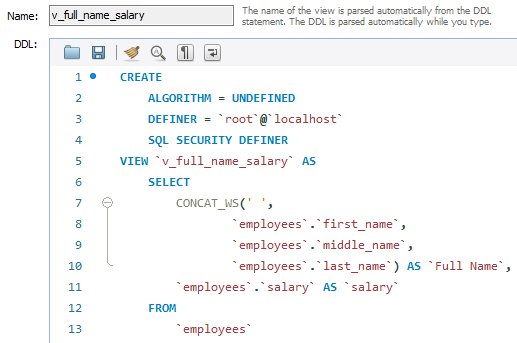 Name: v_full_name_salary The name of the view is parsed automatically from the DDL
statement. The DDL is parsed automatically while you type.
DDL:
1 CREATE
2 ALGORITHM = UNDEFINED
3 DEFINER = `root`@`localhost`
4 SQL SECURITY DEFINER
5 VIEW `v_full_name_salary` AS
6 SELECT
7 CONCAT_WS(' ',
8 `employees`.`first_name`,
9 `employees`.`middle_name`,
10 `employees`.`last_name`) AS `Full Name`,
11 `employees`.`salary` AS `salary`
12 FROM
13 `employees`